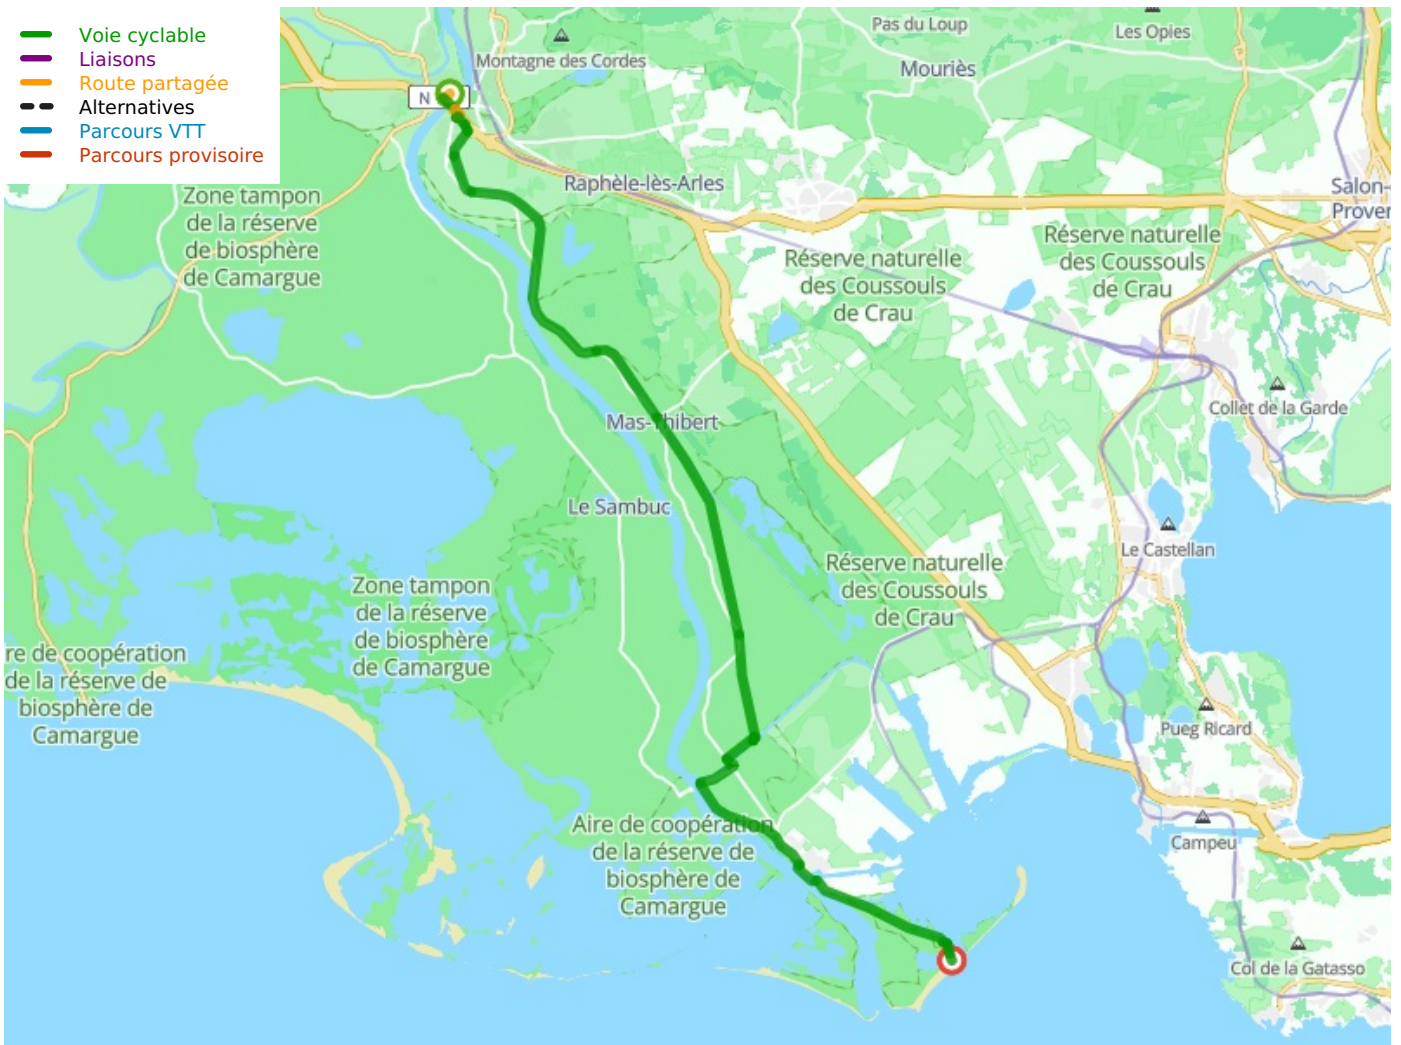 Voie cyclable
Liaisons
Route partagée
Alternatives
Parcours VTT
Parcours provisoire
Pas du Loup
Les Opies
Montagne des Cordes
Mouriès
N
Raphèle-lès-Arles
Salon-
Prover
Zone tampon
de la réserve
de biosphère
de Camargue
Réserve naturelle
des Coussouls
de Crau
Réserve naturelle
des Coussouls
de Crau
Collet de la Garde
Mas-Thibert
Le Sambuc
Le Castellan
Réserve naturelle
des Coussouls
de Crau
Zone tampon
de la réserve
de biosphère
de Camargue
re de coopération
de la réserve de
biosphère de
Camargue
Pueg Ricard
Aire de coopération
de la réserve de
biosphère de
Camargue
Campeu
Col de la Gatasso